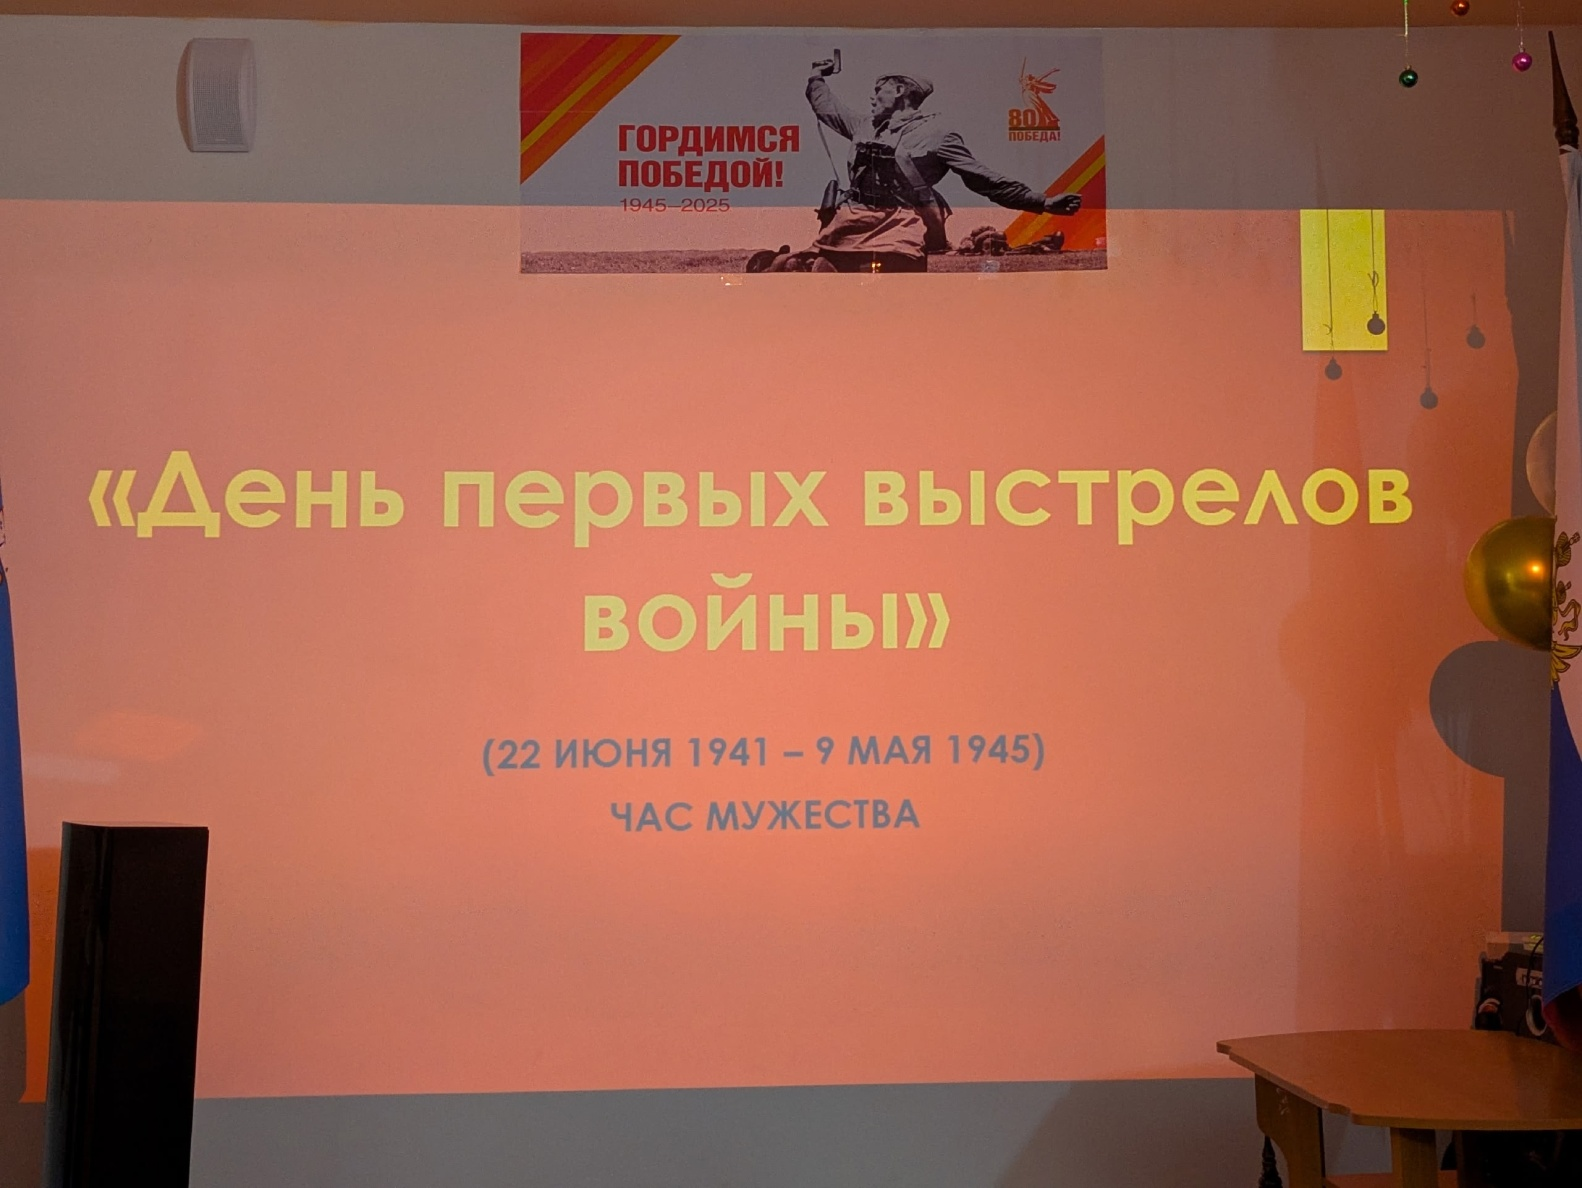 ГОРДИМСЯ
ПОБЕДОЙ!
1945–2025
80
ПОБЕДА!
«День первых выстрелов
войны»
(22 ИЮНЯ 1941 – 9 МАЯ 1945)
ЧАС МУЖЕСТВА